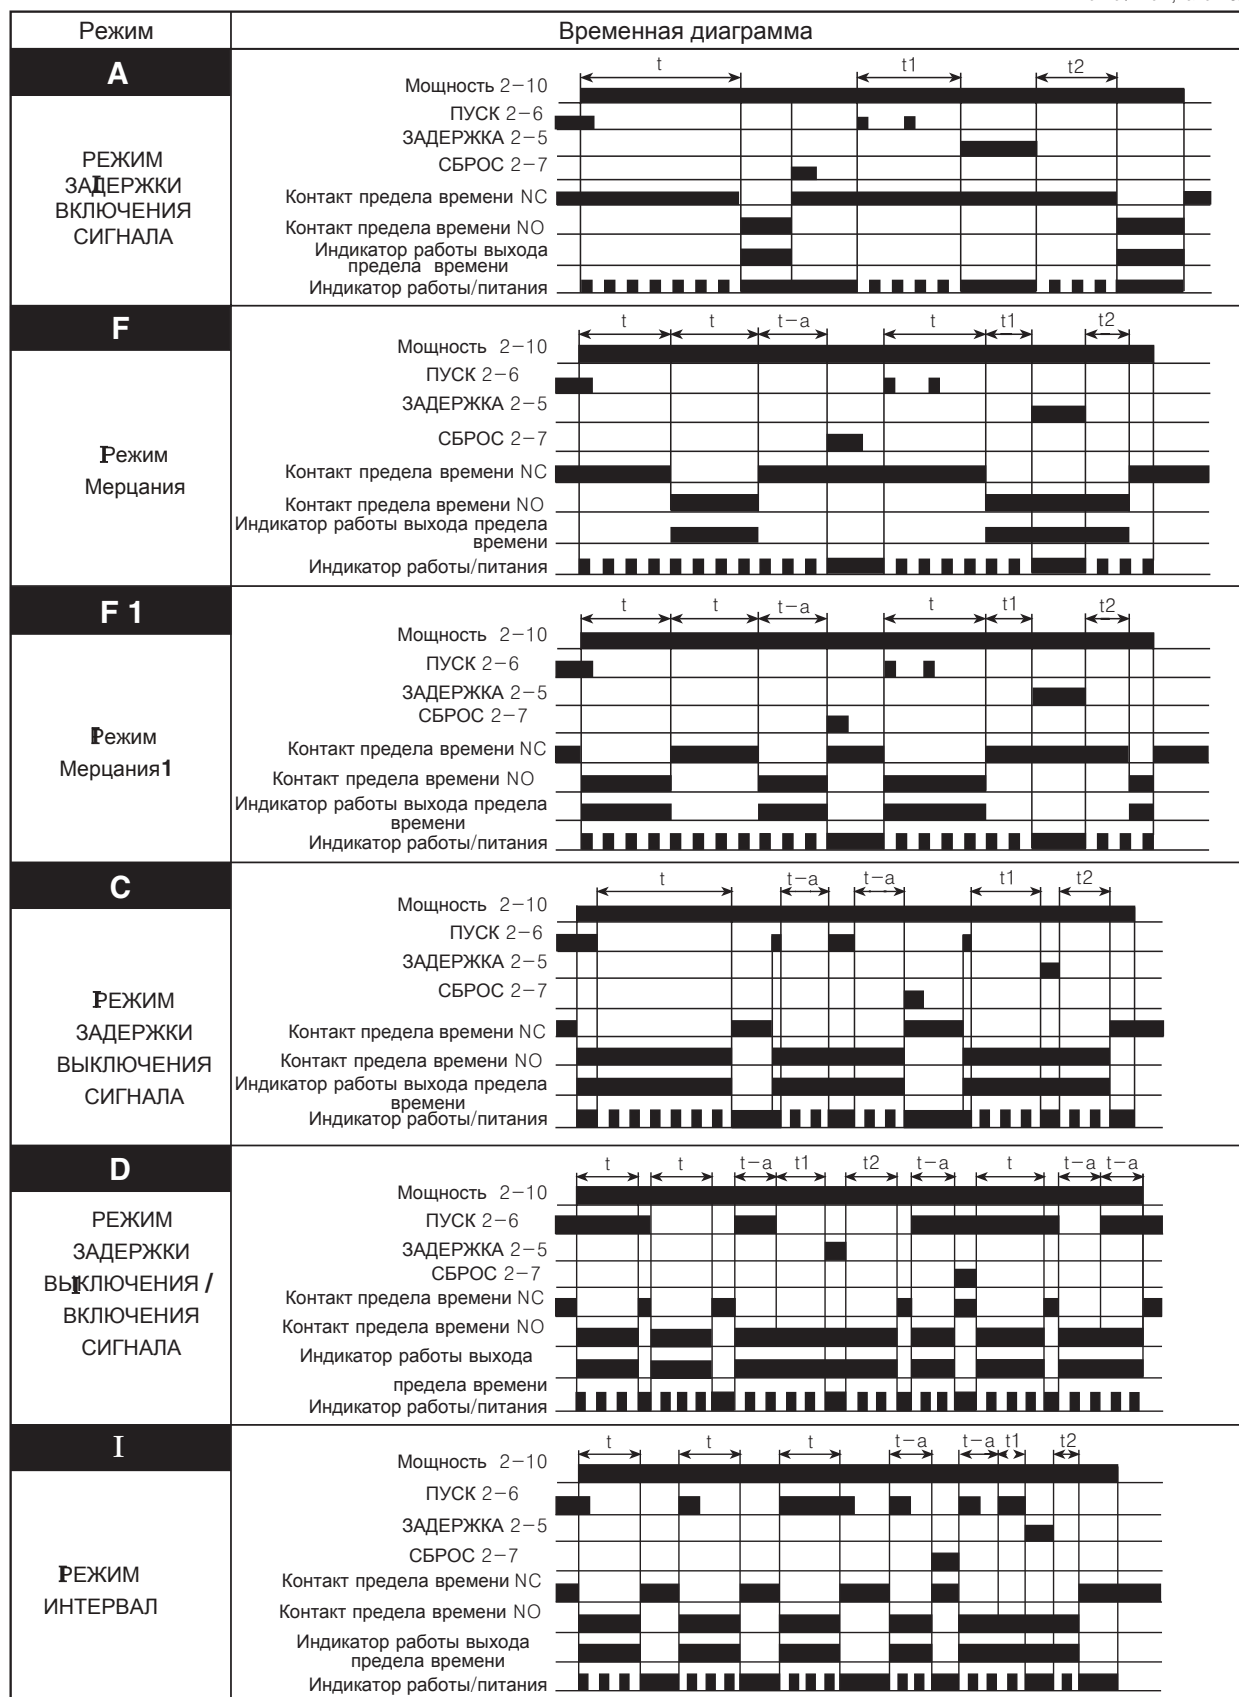 Режим
Временная диаграмма
A
РЕЖИМ
ЗАДЕРЖКИ
ВКЛЮЧЕНИЯ
СИГНАЛА
t t1 t2
Мощность 2-10
ПУСК 2-6
ЗАДЕРЖКА 2-5
СБРОС 2-7
Контакт предела времени NC
Контакт предела времени NO
Индикатор работы выхода
предела времени
Индикатор работы/питания
F
Режим
Мерцания
t t t-a t t1 t2
Мощность 2-10
ПУСК 2-6
ЗАДЕРЖКА 2-5
СБРОС 2-7
Контакт предела времени NC
Контакт предела времени NO
Индикатор работы выхода предела
времени
Индикатор работы/питания
F 1
Режим
Мерцания1
t t t-a t t1 t2
Мощность 2-10
ПУСК 2-6
ЗАДЕРЖКА 2-5
СБРОС 2-7
Контакт предела времени NC
Контакт предела времени NO
Индикатор работы выхода предела
времени
Индикатор работы/питания
C
РЕЖИМ
ЗАДЕРЖКИ
ВЫКЛЮЧЕНИЯ
СИГНАЛА
t t-a t-a t1 t2
Мощность 2-10
ПУСК 2-6
ЗАДЕРЖКА 2-5
СБРОС 2-7
Контакт предела времени NC
Контакт предела времени NO
Индикатор работы выхода предела
времени
Индикатор работы/питания
D
РЕЖИМ
ЗАДЕРЖКИ
ВЫКЛЮЧЕНИЯ /
ВКЛЮЧЕНИЯ
СИГНАЛА
t t t-a t1 t2 t-a t t-a t-a
Мощность 2-10
ПУСК 2-6
ЗАДЕРЖКА 2-5
СБРОС 2-7
Контакт предела времени NC
Контакт предела времени NO
Индикатор работы выхода
предела времени
Индикатор работы/питания
I
РЕЖИМ
ИНТЕРВАЛ
t t t t-a t-a t1 t2
Мощность 2-10
ПУСК 2-6
ЗАДЕРЖКА 2-5
СБРОС 2-7
Контакт предела времени NC
Контакт предела времени NO
Индикатор работы выхода
предела времени
Индикатор работы/питания